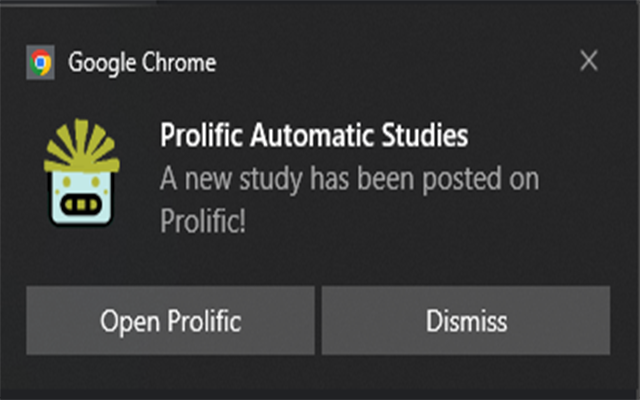 Google Chrome
Prolific Automatic Studies
A new study has been posted on
Prolific!
Open Prolific
Dismiss